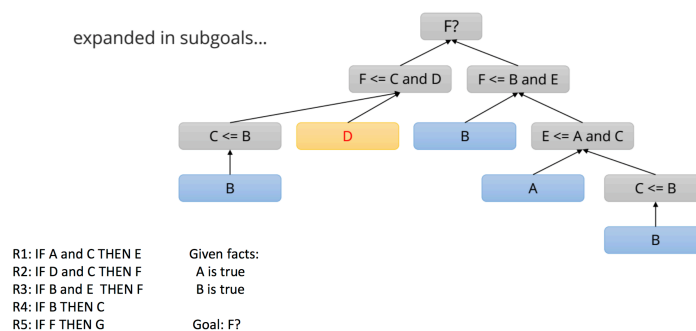 expanded in subgoals...
F?
F <= C and D
F <= B and E
C <= B
D
B
E <= A and C
B
A
C <= B
B
R1: IF A and C THEN E
R2: IF D and C THEN F
R3: IF B and E THEN F
R4: IF B THEN C
R5: IF F THEN G
Given facts:
A is true
B is true
Goal: F?